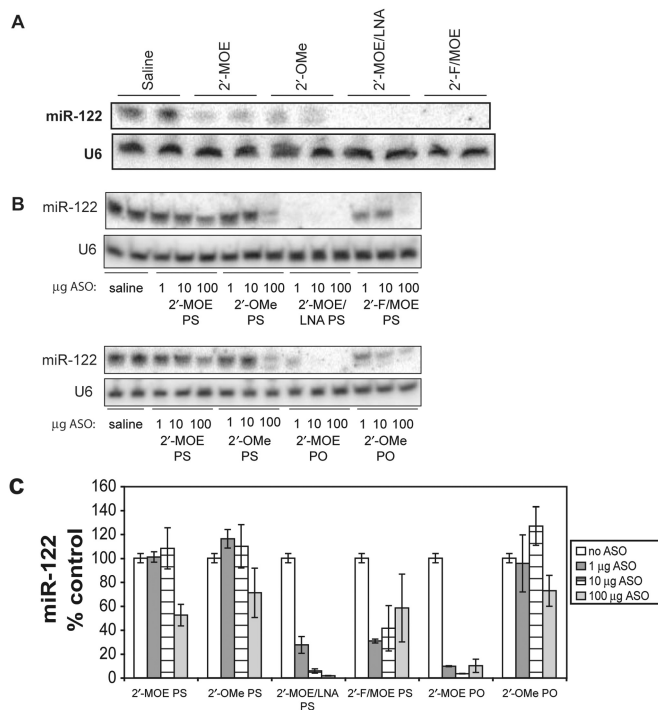 A
Saline
2′-MOE
2′-OMe
2′-MOE/LNA
2′-F/MOE
miR-122
U6
B
miR-122
U6
μg ASO: saline 1 10 100 1 10 100 1 10 100 1 10 100
2′-MOE PS
2′-OMe PS
2′-MOE/LNA PS
2′-F/MOE PS
miR-122
U6
μg ASO: saline 1 10 100 1 10 100 1 10 100 1 10 100
2′-MOE PS
2′-OMe PS
2′-MOE PO
2′-OMe PO
C
miR-122
% control
160
140
120
100
80
60
40
20
0
2′-MOE PS
2′-OMe PS
2′-MOE/LNA
PS
2′-F/MOE PS
2′-MOE PO
2′-OMe PO
no ASO
1 μg ASO
10 μg ASO
100 μg ASO